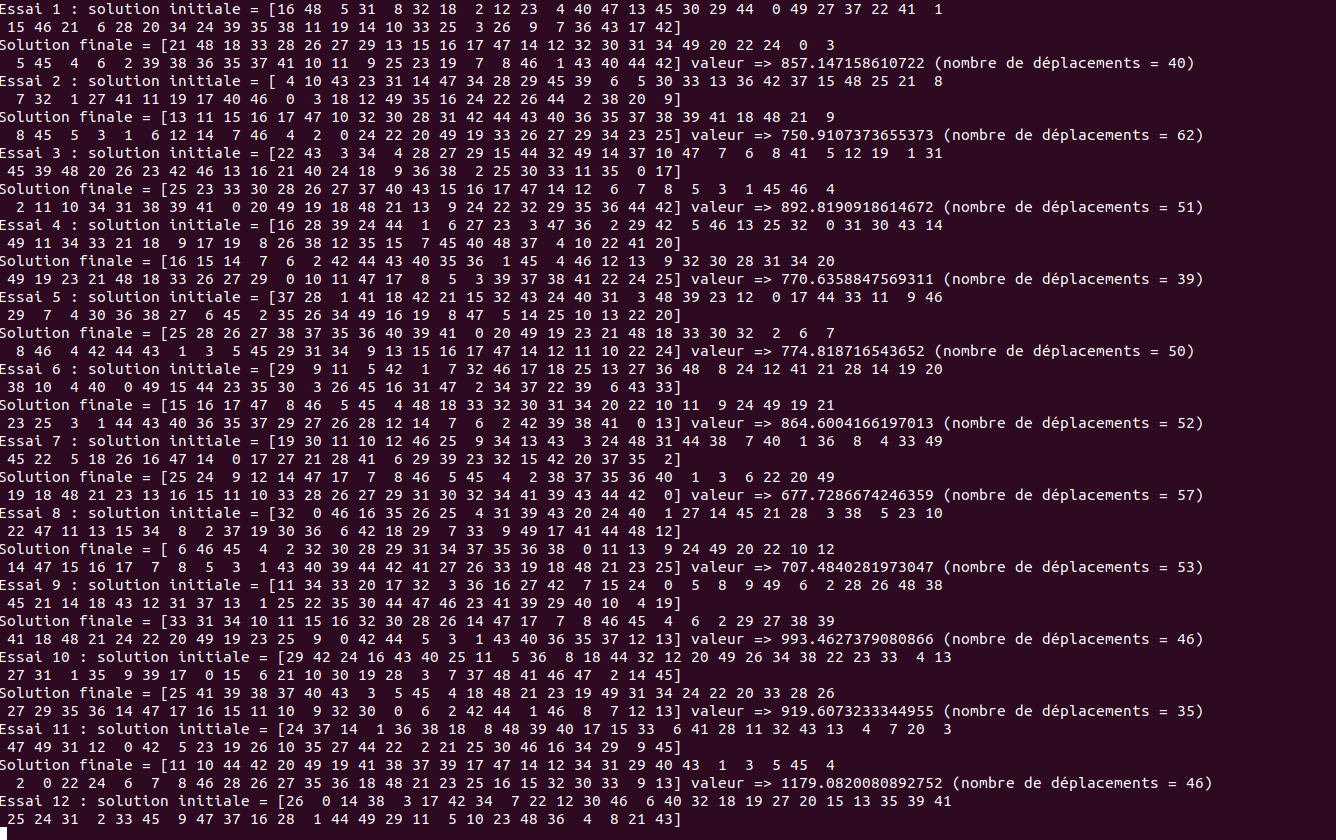 Essai 1 : solution initiale = [16 48  5 31  8 32 18  2 12 23  4 40 47 13 45 30 29 44  0 49 27 37 22 41  1
 15 46 21  6 28 20 34 24 39 35 38 11 19 14 10 33 25  3 26  9  7 36 43 17 42]
Solution finale = [21 48 18 33 28 26 27 29 13 15 16 17 47 14 12 32 30 31 34 49 20 22 24  0  3
  5 45  4  6  2 39 38 36 35 37 41 10 11  9 25 23 19  7  8 46  1 43 40 44 42] valeur => 857.147158610722 (nombre de déplacements = 40)
Essai 2 : solution initiale = [ 4 10 43 23 31 14 47 34 28 29 45 39  6  5 30 33 13 36 42 37 15 48 25 21  8
  7 32  1 27 41 11 19 17 40 46  0  3 18 12 49 35 16 24 22 26 44  2 38 20  9]
Solution finale = [13 11 15 16 17 47 10 32 30 28 31 42 44 43 40 36 35 37 38 39 41 18 48 21  9
  8 45  5  3  1  6 12 14  7 46  4  2  0 24 22 20 49 19 33 26 27 29 34 23 25] valeur => 750.9107373655373 (nombre de déplacements = 62)
Essai 3 : solution initiale = [22 43  3 34  4 28 27 29 15 44 32 49 14 37 10 47  7  6  8 41  5 12 19  1 31
 45 39 48 20 26 23 42 46 13 16 21 40 24 18  9 36 38  2 25 30 33 11 35  0 17]
Solution finale = [25 23 33 30 28 26 27 37 40 43 15 16 17 47 14 12  6  7  8  5  3  1 45 46  4
  2 11 10 34 31 38 39 41  0 20 49 19 18 48 21 13  9 24 22 32 29 35 36 44 42] valeur => 892.8190918614672 (nombre de déplacements = 51)
Essai 4 : solution initiale = [16 28 39 24 44  1  6 27 23  3 47 36  2 29 42  5 46 13 25 32  0 31 30 43 14
 49 11 34 33 21 18  9 17 19  8 26 38 12 35 15  7 45 40 48 37  4 10 22 41 20]
Solution finale = [16 15 14  7  6  2 42 44 43 40 35 36  1 45  4 46 12 13  9 32 30 28 31 34 20
 49 19 23 21 48 18 33 26 27 29  0 10 11 47 17  8  5  3 39 37 38 41 22 24 25] valeur => 770.6358847569311 (nombre de déplacements = 39)
Essai 5 : solution initiale = [37 28  1 41 18 42 21 15 32 43 24 40 31  3 48 39 23 12  0 17 44 33 11  9 46
 29  7  4 30 36 38 27  6 45  2 35 26 34 49 16 19  8 47  5 14 25 10 13 22 20]
Solution finale = [25 28 26 27 38 37 35 36 40 39 41  0 20 49 19 23 21 48 18 33 30 32  2  6  7
  8 46  4 42 44 43  1  3  5 45 29 31 34  9 13 15 16 17 47 14 12 11 10 22 24] valeur => 774.818716543652 (nombre de déplacements = 50)
Essai 6 : solution initiale = [29  9 11  5 42  1  7 32 46 17 18 25 13 27 36 48  8 24 12 41 21 28 14 19 20
 38 10  4 40  0 49 15 44 23 35 30  3 26 45 16 31 47  2 34 37 22 39  6 43 33]
Solution finale = [15 16 17 47  8 46  5 45  4 48 18 33 32 30 31 34 20 22 10 11  9 24 49 19 21
 23 25  3  1 44 43 40 36 35 37 29 27 26 28 12 14  7  6  2 42 39 38 41  0 13] valeur => 864.6004166197013 (nombre de déplacements = 52)
Essai 7 : solution initiale = [19 30 11 10 12 46 25  9 34 13 43  3 24 48 31 44 38  7 40  1 36  8  4 33 49
 45 22  5 18 26 16 47 14  0 17 27 21 28 41  6 29 39 23 32 15 42 20 37 35  2]
Solution finale = [25 24  9 12 14 47 17  7  8 46  5 45  4  2 38 37 35 36 40  1  3  6 22 20 49
 19 18 48 21 23 13 16 15 11 10 33 28 26 27 29 31 30 32 34 41 39 43 44 42  0] valeur => 677.7286674246359 (nombre de déplacements = 57)
Essai 8 : solution initiale = [32  0 46 16 35 26 25  4 31 39 43 20 24 40  1 27 14 45 21 28  3 38  5 23 10
 22 47 11 13 15 34  8  2 37 19 30 36  6 42 18 29  7 33  9 49 17 41 44 48 12]
Solution finale = [ 6 46 45  4  2 32 30 28 29 31 34 37 35 36 38  0 11 13  9 24 49 20 22 10 12
 14 47 15 16 17  7  8  5  3  1 43 40 39 44 42 41 27 26 33 19 18 48 21 23 25] valeur => 707.4840281973047 (nombre de déplacements = 53)
Essai 9 : solution initiale = [11 34 33 20 17 32  3 36 16 27 42  7 15 24  0  5  8  9 49  6  2 28 26 48 38
 45 21 14 18 43 12 31 37 13  1 25 22 35 30 44 47 46 23 41 39 29 40 10  4 19]
Solution finale = [33 31 34 10 11 15 16 32 30 28 26 14 47 17  7  8 46 45  4  6  2 29 27 38 39
 41 18 48 21 24 22 20 49 19 23 25  9  0 42 44  5  3  1 43 40 36 35 37 12 13] valeur => 993.4627379080866 (nombre de déplacements = 46)
Essai 10 : solution initiale = [29 42 24 16 43 40 25 11  5 36  8 18 44 32 12 20 49 26 34 38 22 23 33  4 13
 27 31  1 35  9 39 17  0 15  6 21 10 30 19 28  3  7 37 48 41 46 47  2 14 45]
Solution finale = [25 41 39 38 37 40 43  3  5 45  4 18 48 21 23 19 49 31 34 24 22 20 33 28 26
 27 29 35 36 14 47 17 16 15 11 10  9 32 30  0  6  2 42 44  1 46  8  7 12 13] valeur => 919.6073233344955 (nombre de déplacements = 35)
Essai 11 : solution initiale = [24 37 14  1 36 38 18  8 48 39 40 17 15 33  6 41 28 11 32 43 13  4  7 20  3
 47 49 31 12  0 42  5 23 19 26 10 35 27 44 22  2 21 25 30 46 16 34 29  9 45]
Solution finale = [11 10 44 42 20 49 19 41 38 37 39 17 47 14 12 34 31 29 40 43  1  3  5 45  4
  2  0 22 24  6  7  8 46 28 26 27 35 36 18 48 21 23 25 16 15 32 30 33  9 13] valeur => 1179.0820080892752 (nombre de déplacements = 46)
Essai 12 : solution initiale = [26  0 14 38  3 17 42 34  7 22 12 30 46  6 40 32 18 19 27 20 15 13 35 39 41
 25 24 31  2 33 45  9 47 37 16 28  1 44 49 29 11  5 10 23 48 36  4  8 21 43]